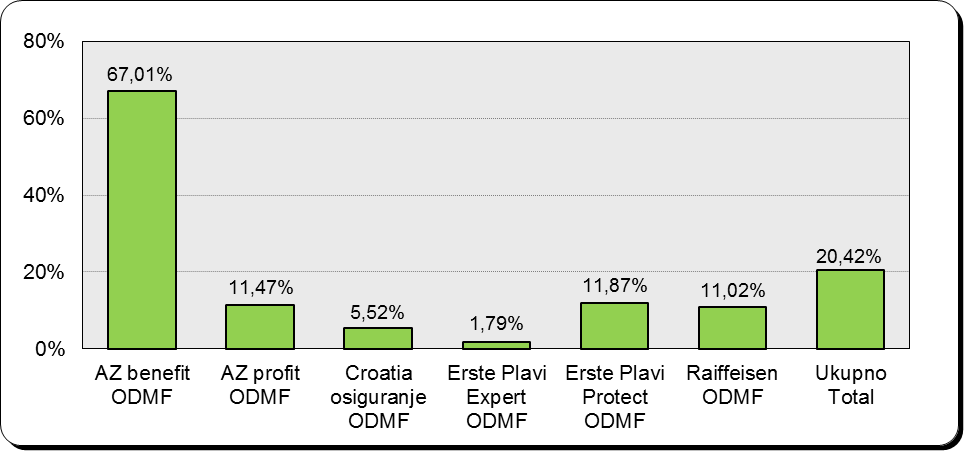 80%
60%
40%
20%
0%
67,01%
11,47%
5,52%
1,79%
11,87%
11,02%
20,42%
AZ benefit
ODMF
AZ profit
ODMF
Croatia
osiguranje
ODMF
Erste Plavi
Expert
ODMF
Erste Plavi
Protect
ODMF
Raiffeisen
ODMF
Ukupno
Total